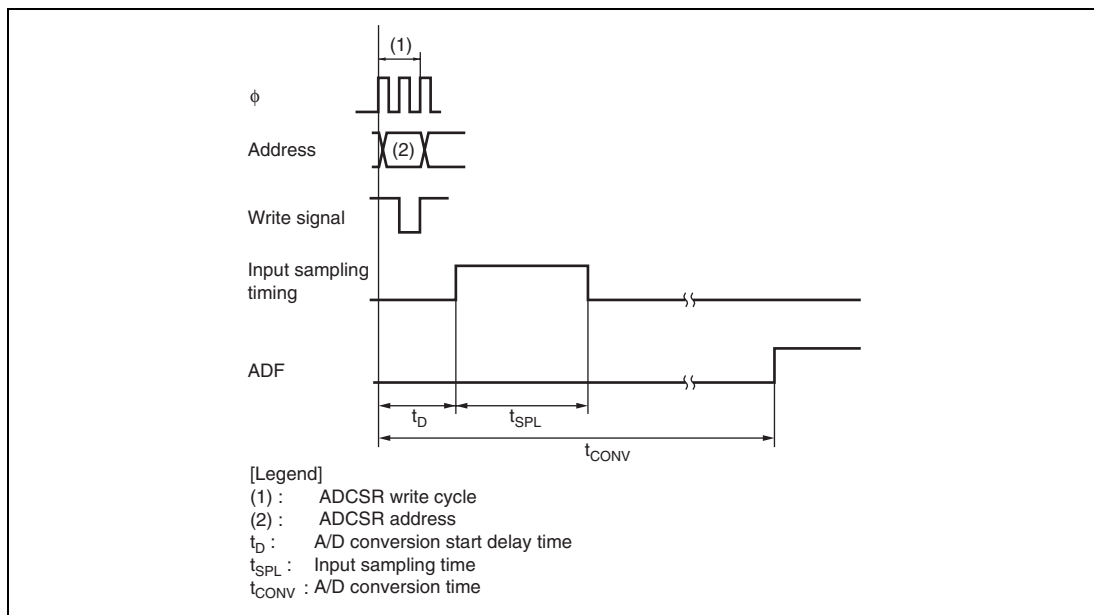 (1)
φ
Address
(2)
Write signal
Input sampling
timing
ADF
tD
tSPL
tCONV
[Legend]
(1) : ADCSR write cycle
(2) : ADCSR address
tD : A/D conversion start delay time
tSPL : Input sampling time
tCONV : A/D conversion time